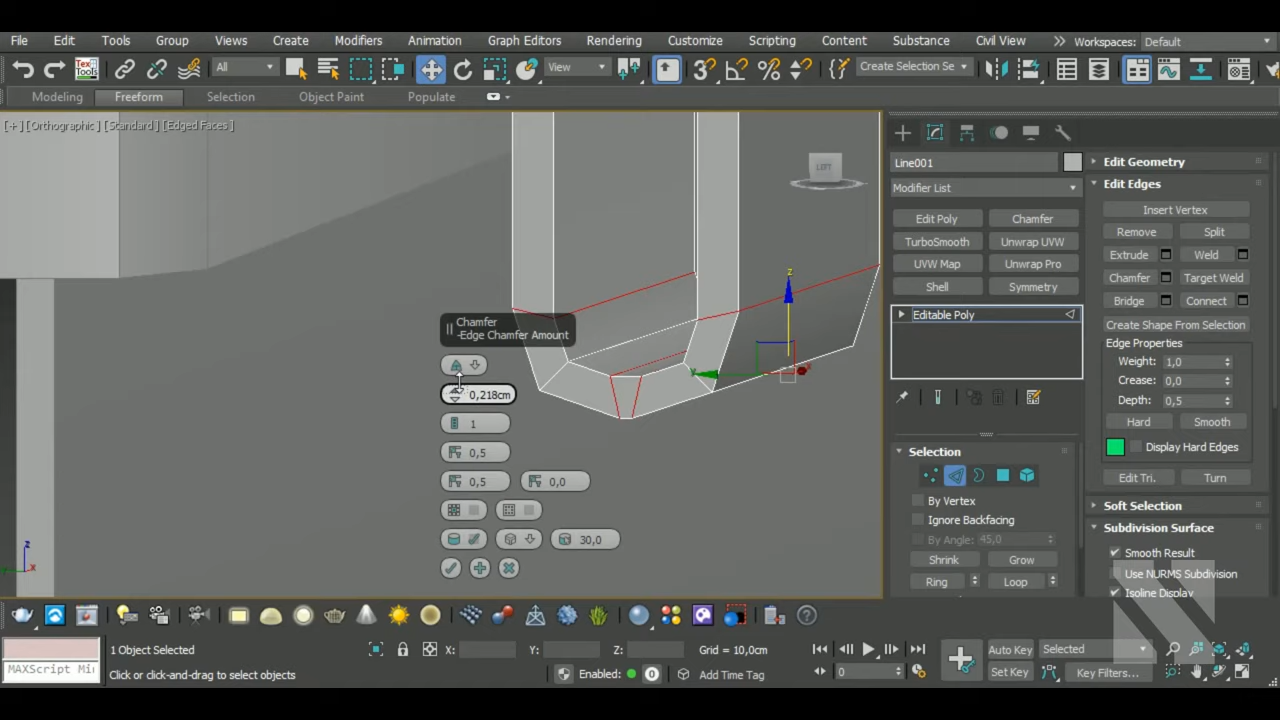 File Edit Tools Group Views Create Modifiers Animation Graph Editors Rendering Customize Scripting Content Substance Civil View Workspaces: Default
Tex Tools All View Create Selection Se
Modeling Freeform Selection Object Paint Populate
[+] [Orthographic] [Standard] [Edged Faces]
LEFT
z
y
x
Chamfer
-Edge Chamfer Amount
0,218cm
1
0,5
0,5 0,0
30,0
z
x
Line001
Modifier List
Edit Poly Chamfer
TurboSmooth Unwrap UVW
UVW Map Unwrap Pro
Shell Symmetry
Editable Poly
Selection
By Vertex
Ignore Backfacing
By Angle: 45,0
Shrink Grow
Ring Loop
Edit Geometry
Edit Edges
Insert Vertex
Remove Split
Extrude Weld
Chamfer Target Weld
Bridge Connect
Create Shape From Selection
Edge Properties
Weight: 1,0
Crease: 0,0
Depth: 0,5
Hard Smooth
Display Hard Edges
Edit Tri. Turn
Soft Selection
Subdivision Surface
Smooth Result
Use NURMS Subdivision
Isoline Display
1 Object Selected X: Y: Z: Grid = 10,0cm Auto Key Selected
MAXScript Mi
Click or click-and-drag to select objects Enabled: 0 Add Time Tag 0 Set Key Key Filters...